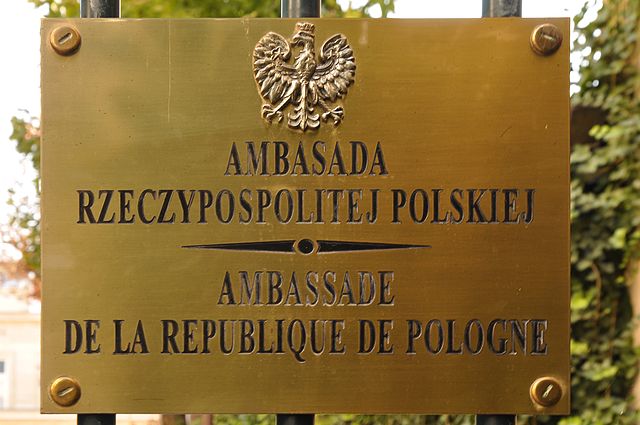 AMBASADA
RZECZYPOSPOLITEJ POLSKIEJ
AMBASSADE
DE LA REPUBLIQUE DE POLOGNE